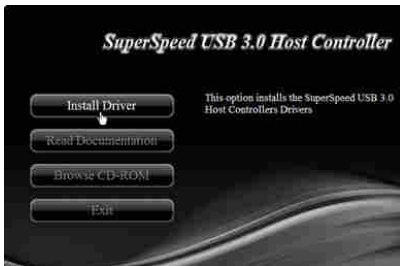 SuperSpeed USB 3.0 Host Controller
Install Driver
This option installs the SuperSpeed USB 3.0
Host Controllers Drivers
Read Documentation
Browse CD-ROM
Exit